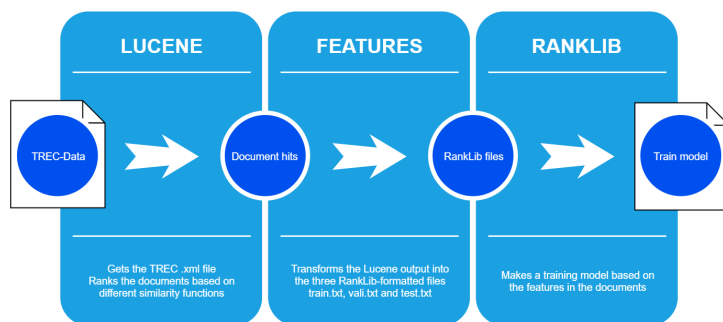 LUCENE
FEATURES
RANKLIB
TREC-Data
Document hits
RankLib files
Train model
Gets the TREC .xml file
Ranks the documents based on
different similarity functions
Transforms the Lucene output into
the three RankLib-formatted files
train.txt, vali.txt and test.txt
Makes a training model based on
the features in the documents